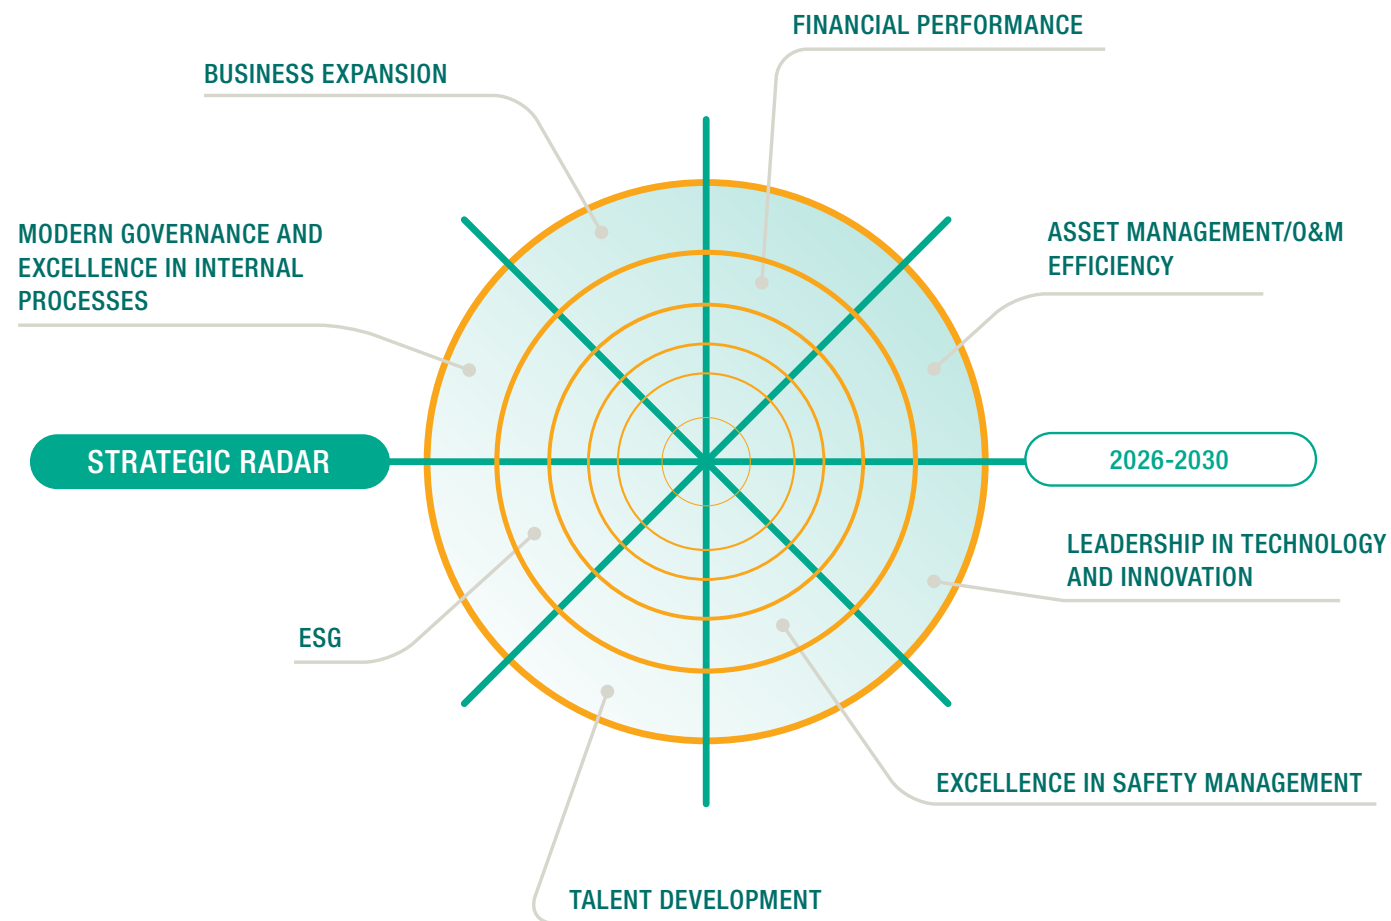 FINANCIAL PERFORMANCE
BUSINESS EXPANSION
MODERN GOVERNANCE AND
EXCELLENCE IN INTERNAL
PROCESSES
ASSET MANAGEMENT/O&M
EFFICIENCY
STRATEGIC RADAR
2026-2030
LEADERSHIP IN TECHNOLOGY
AND INNOVATION
ESG
EXCELLENCE IN SAFETY MANAGEMENT
TALENT DEVELOPMENT